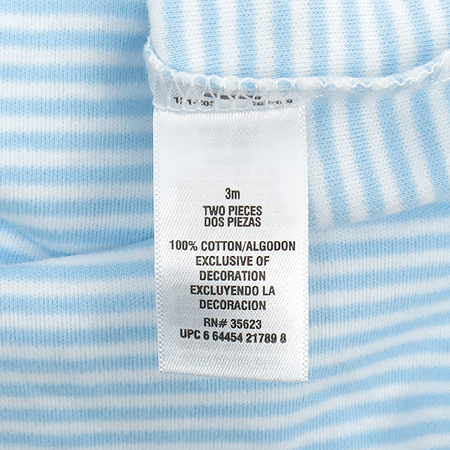 3m
TWO PIECES
DOS PIEZAS
100% COTTON/ALGODON
EXCLUSIVE OF
DECORATION
EXCLUYENDO LA
DECORACION
RN# 35623
UPC 6 64454 21789 8